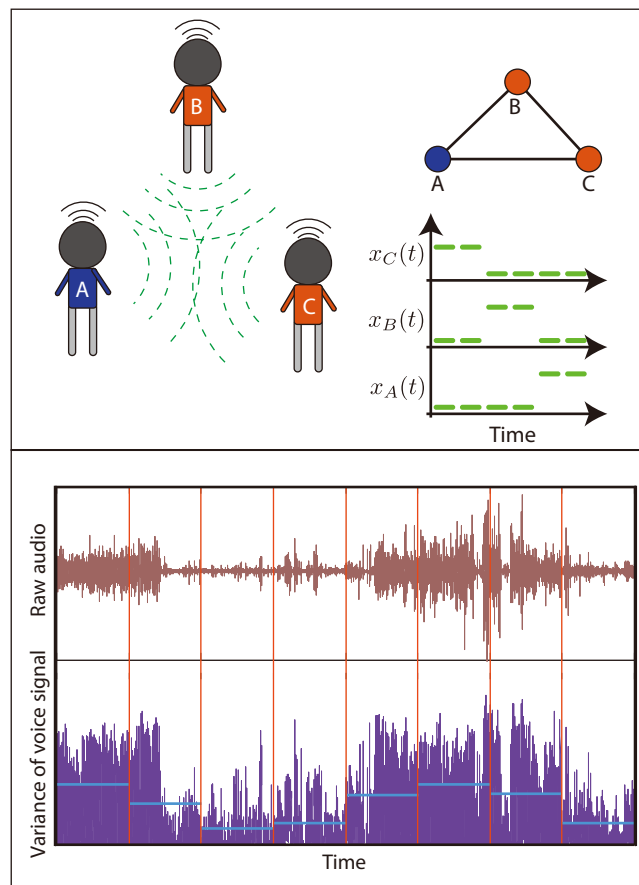 B
A
C
B
A
C
x_C(t)
x_B(t)
x_A(t)
Time
Raw audio
Variance of voice signal
Time